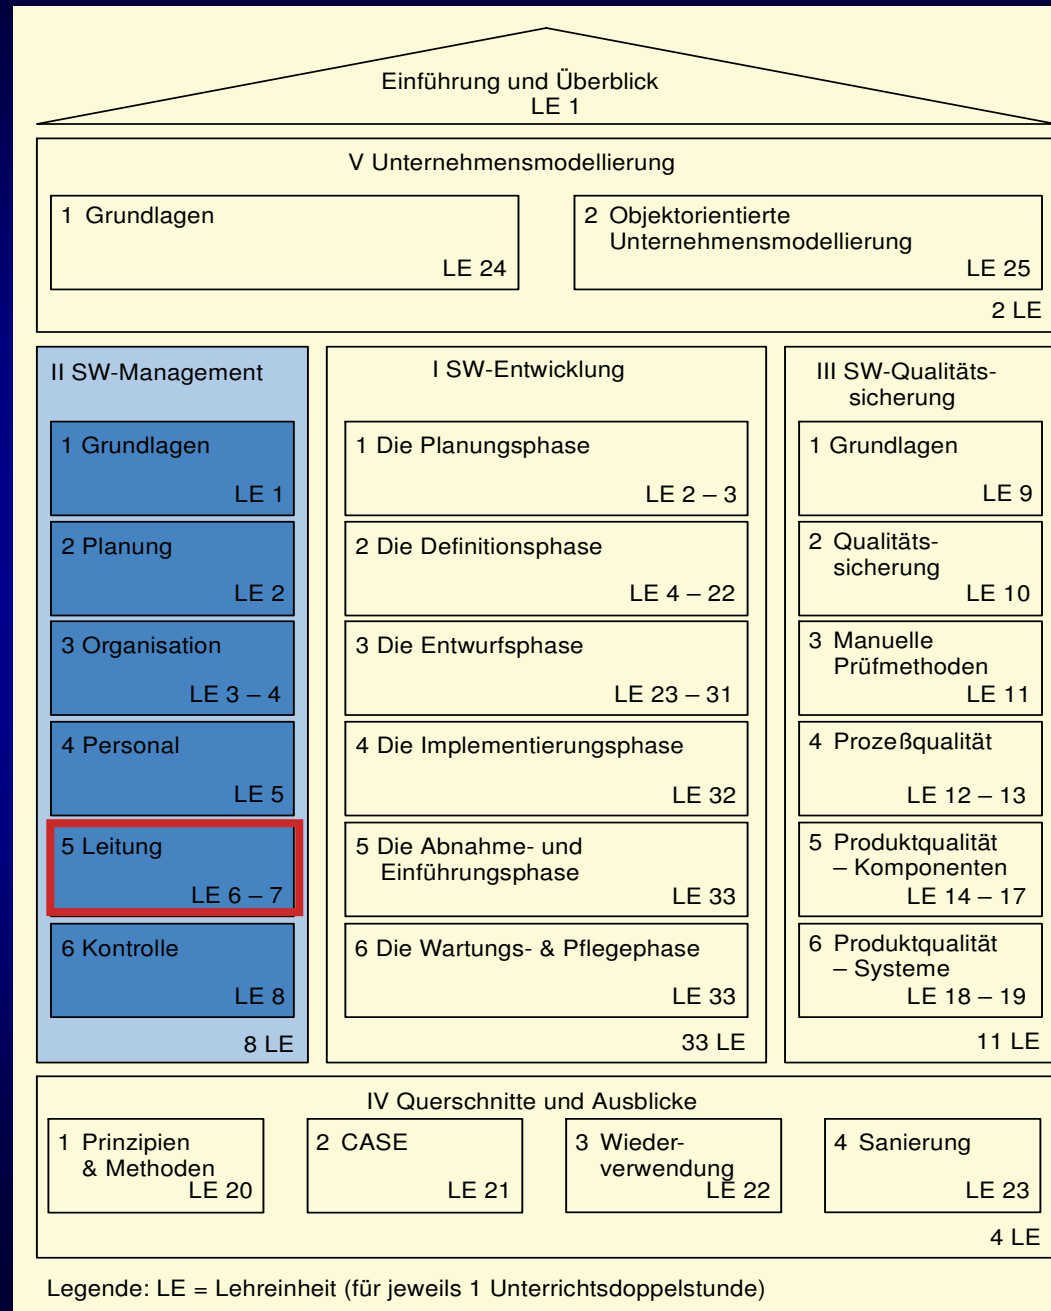 Einführung und Überblick
LE 1
V Unternehmensmodellierung
1 Grundlagen
LE 24
2 Objektorientierte
Unternehmensmodellierung
LE 25
2 LE
II SW-Management
1 Grundlagen
LE 1
2 Planung
LE 2
3 Organisation
LE 3 – 4
4 Personal
LE 5
5 Leitung
LE 6 – 7
6 Kontrolle
LE 8
8 LE
I SW-Entwicklung
1 Die Planungsphase
LE 2 – 3
2 Die Definitionsphase
LE 4 – 22
3 Die Entwurfsphase
LE 23 – 31
4 Die Implementierungsphase
LE 32
5 Die Abnahme- und
Einführungsphase
LE 33
6 Die Wartungs- & Pflegephase
LE 33
33 LE
III SW-Qualitäts-
sicherung
1 Grundlagen
LE 9
2 Qualitäts-
sicherung
LE 10
3 Manuelle
Prüfmethoden
LE 11
4 Prozeßqualität
LE 12 – 13
5 Produktqualität
– Komponenten
LE 14 – 17
6 Produktqualität
– Systeme
LE 18 – 19
11 LE
IV Querschnitte und Ausblicke
1 Prinzipien
& Methoden
LE 20
2 CASE
LE 21
3 Wieder-
verwendung
LE 22
4 Sanierung
LE 23
4 LE
Legende: LE = Lehreinheit (für jeweils 1 Unterrichtsdoppelstunde)